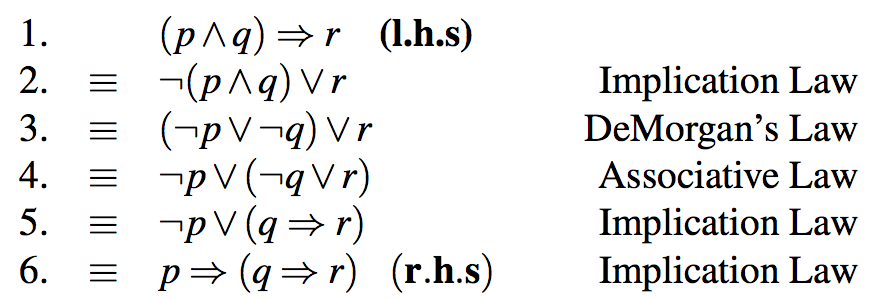 1. (p ∧ q) ⇒ r (l.h.s)
2. ≡ ¬(p ∧ q) ∨ r Implication Law
3. ≡ (¬p ∨ ¬q) ∨ r DeMorgan's Law
4. ≡ ¬p ∨ (¬q ∨ r) Associative Law
5. ≡ ¬p ∨ (q ⇒ r) Implication Law
6. ≡ p ⇒ (q ⇒ r) (r.h.s) Implication Law